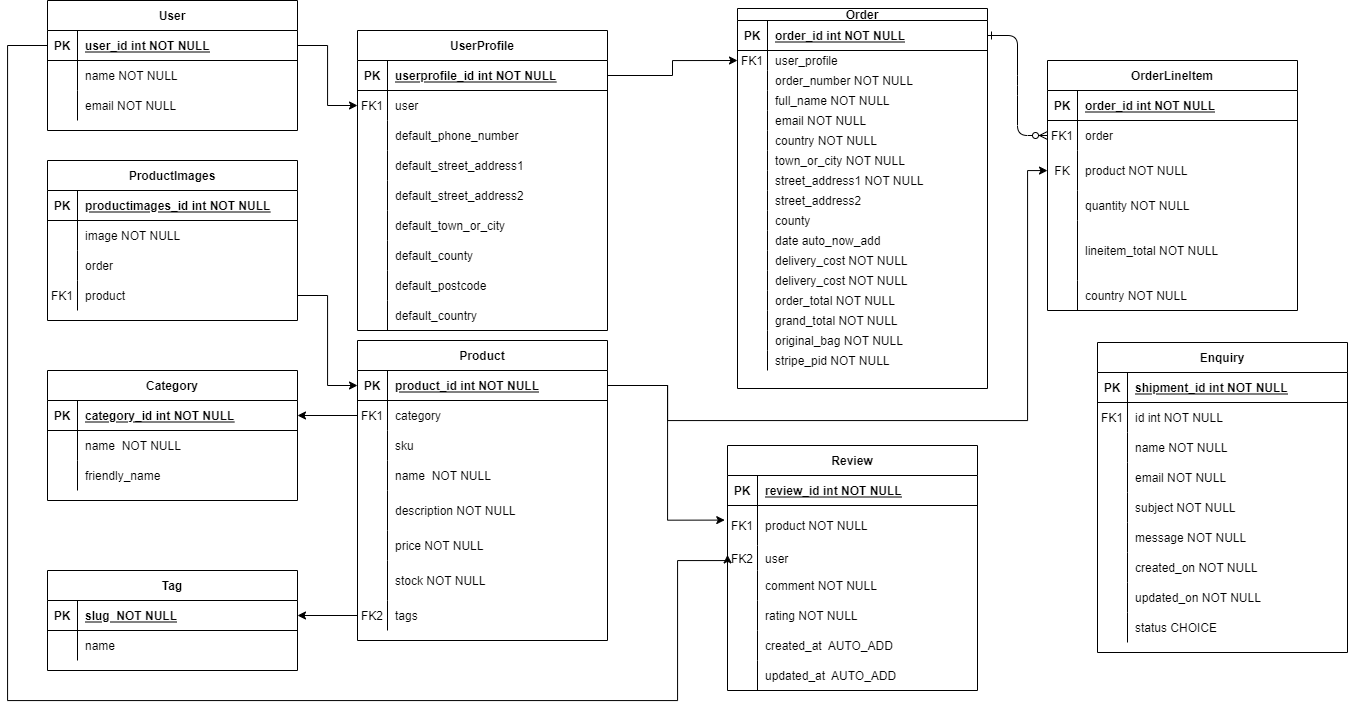 User
PK user_id int NOT NULL
name NOT NULL
email NOT NULL
UserProfile
PK userprofile_id int NOT NULL
FK1 user
default_phone_number
default_street_address1
default_street_address2
default_town_or_city
default_county
default_postcode
default_country
Order
PK order_id int NOT NULL
FK1 user_profile
order_number NOT NULL
full_name NOT NULL
email NOT NULL
country NOT NULL
town_or_city NOT NULL
street_address1 NOT NULL
street_address2
county
date auto_now_add
delivery_cost NOT NULL
delivery_cost NOT NULL
order_total NOT NULL
grand_total NOT NULL
original_bag NOT NULL
stripe_pid NOT NULL
OrderLineItem
PK order_id int NOT NULL
FK1 order
FK product NOT NULL
quantity NOT NULL
lineitem_total NOT NULL
country NOT NULL
ProductImages
PK productimages_id int NOT NULL
image NOT NULL
order
FK1 product
Category
PK category_id int NOT NULL
name NOT NULL
friendly_name
Product
PK product_id int NOT NULL
FK1 category
sku
name NOT NULL
description NOT NULL
price NOT NULL
stock NOT NULL
FK2 tags
Tag
PK slug NOT NULL
name
Review
PK review_id int NOT NULL
FK1 product NOT NULL
FK2 user
comment NOT NULL
rating NOT NULL
created_at AUTO_ADD
updated_at AUTO_ADD
Enquiry
PK shipment_id int NOT NULL
FK1 id int NOT NULL
name NOT NULL
email NOT NULL
subject NOT NULL
message NOT NULL
created_on NOT NULL
updated_on NOT NULL
status CHOICE